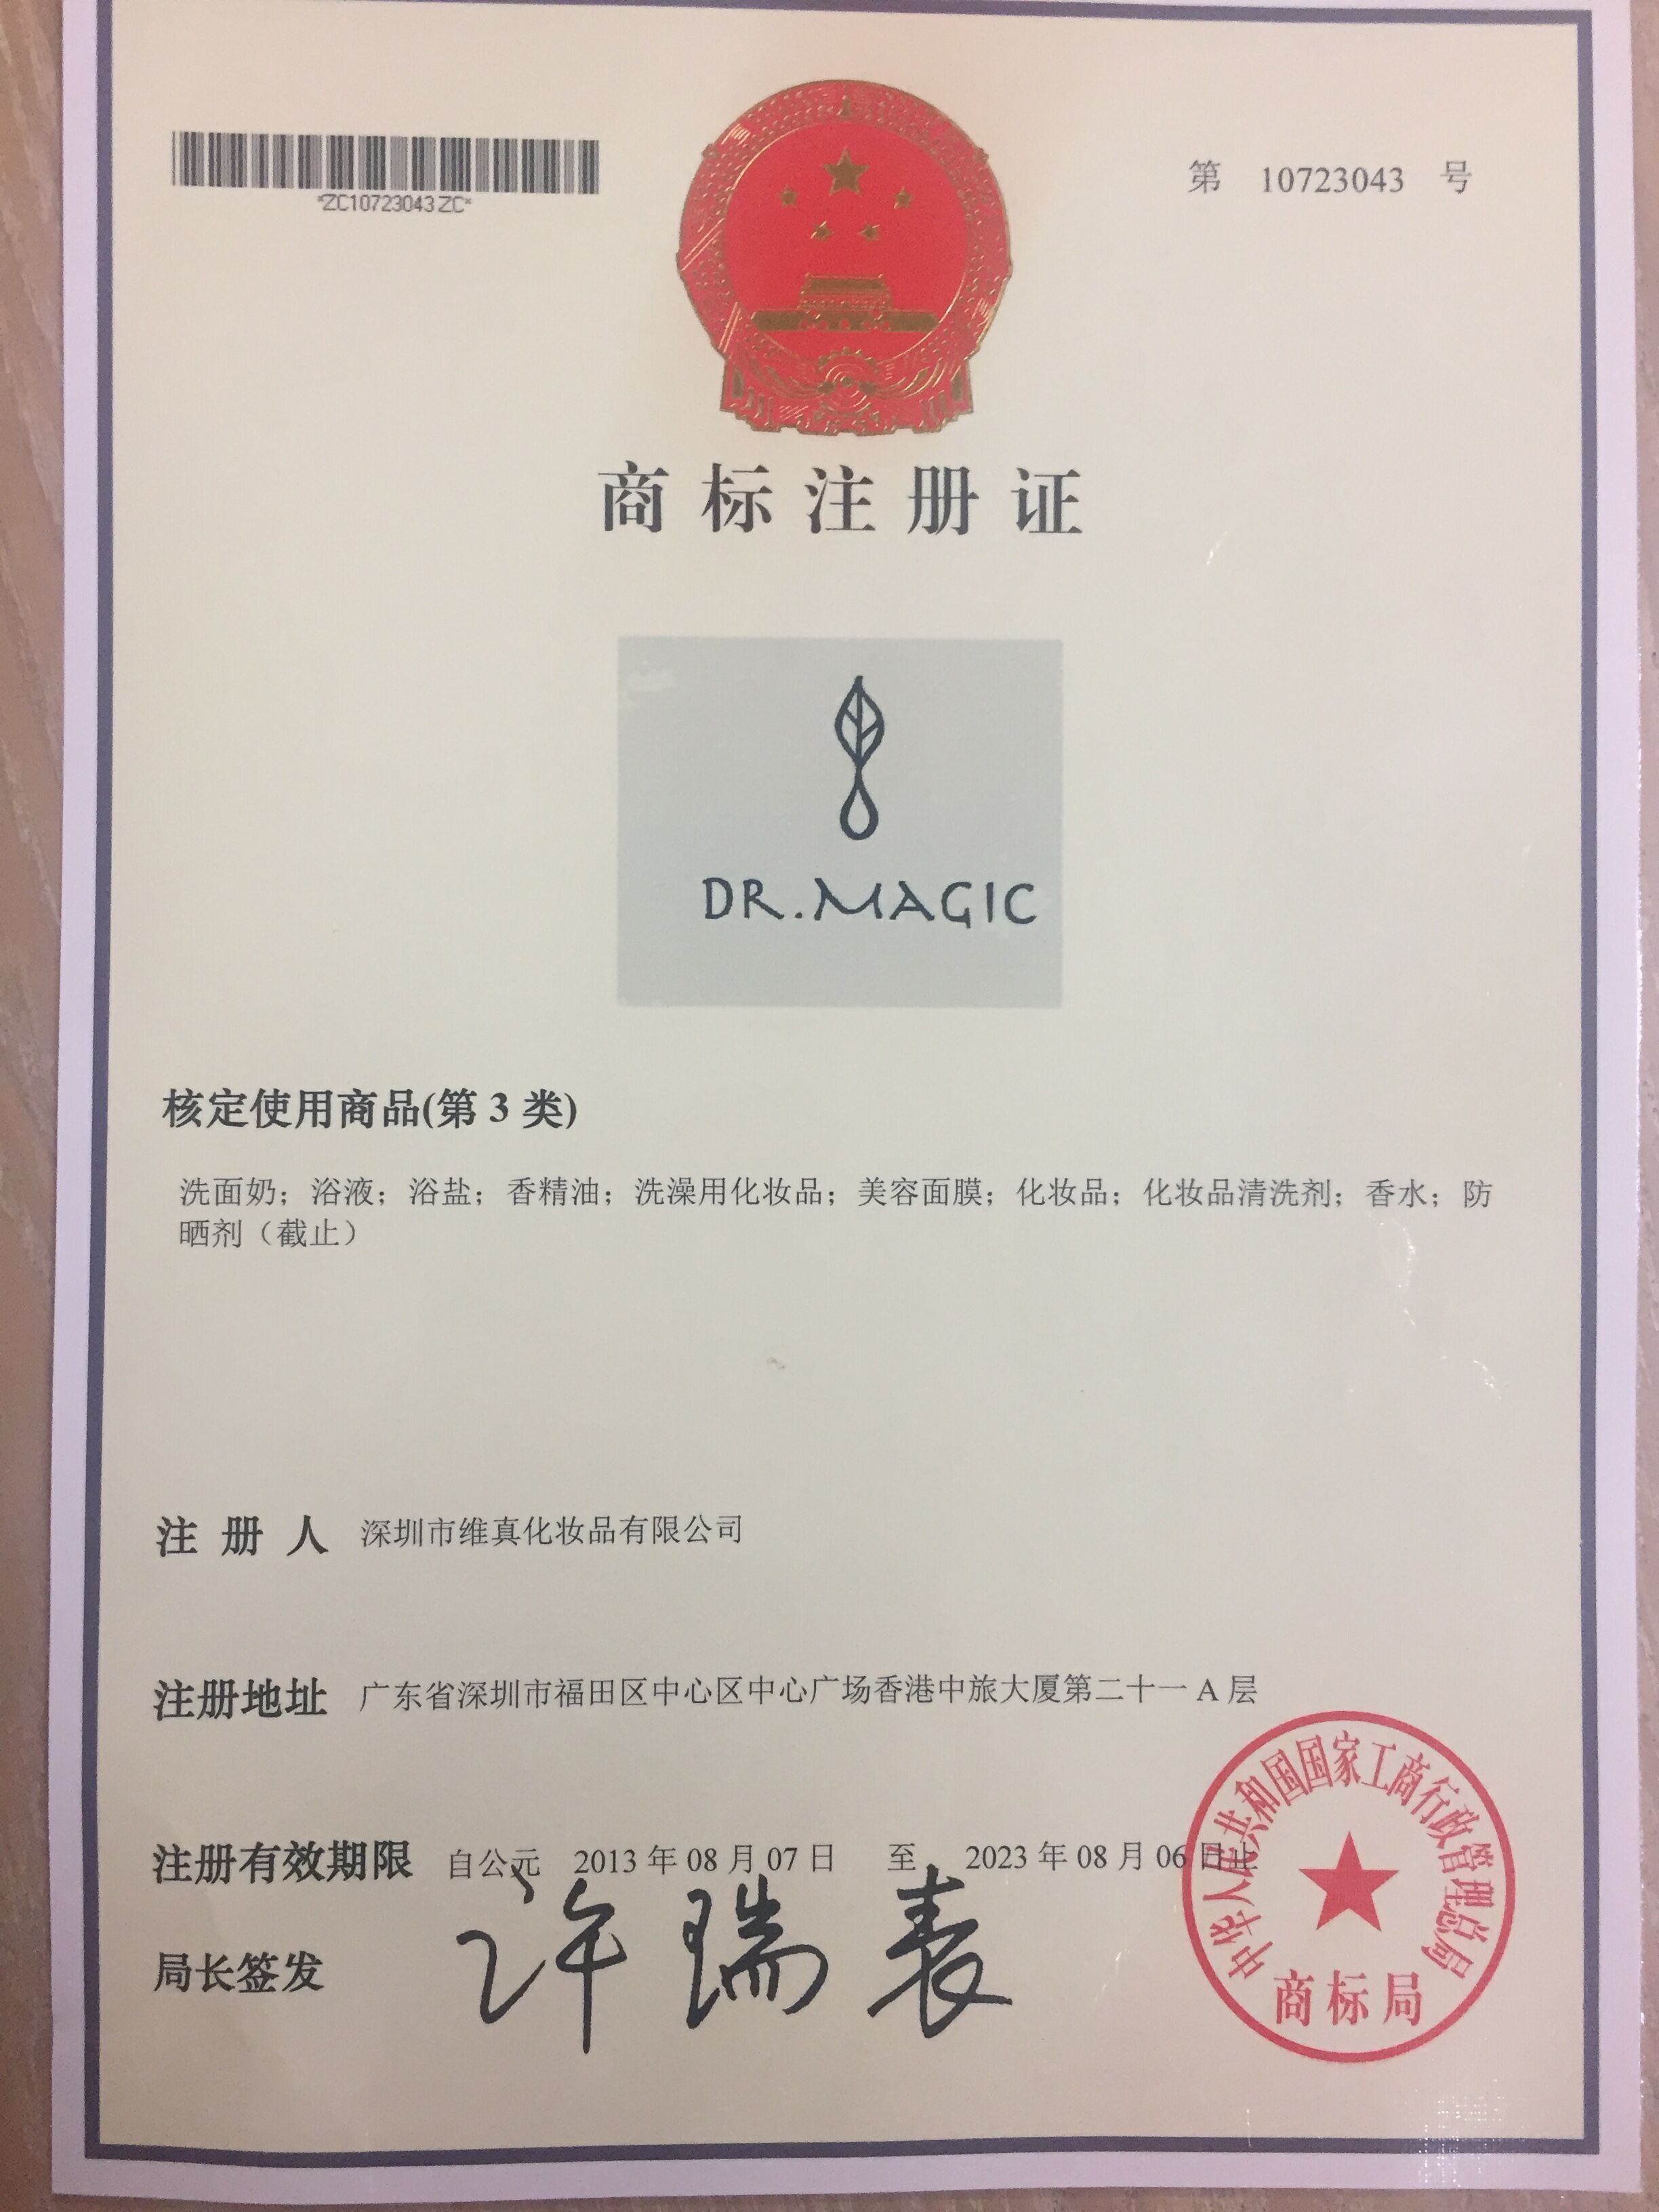 *ZC10723043ZC*
第 10723043 号
商标注册证
DR.MAGIC
核定使用商品(第 3 类)
洗面奶；浴液；浴盐；香精油；洗澡用化妆品；美容面膜；化妆品；化妆品清洗剂；香水；防
晒剂（截止）
注 册 人 深圳市维真化妆品有限公司
注册地址 广东省深圳市福田区中心区中心广场香港中旅大厦第二十一 A 层
注册有效期限 自公元 2013 年 08 月 07 日 至 2023 年 08 月 06 日止
局长签发 许瑞表
中华人民共和国国家工商行政管理总局
商标局